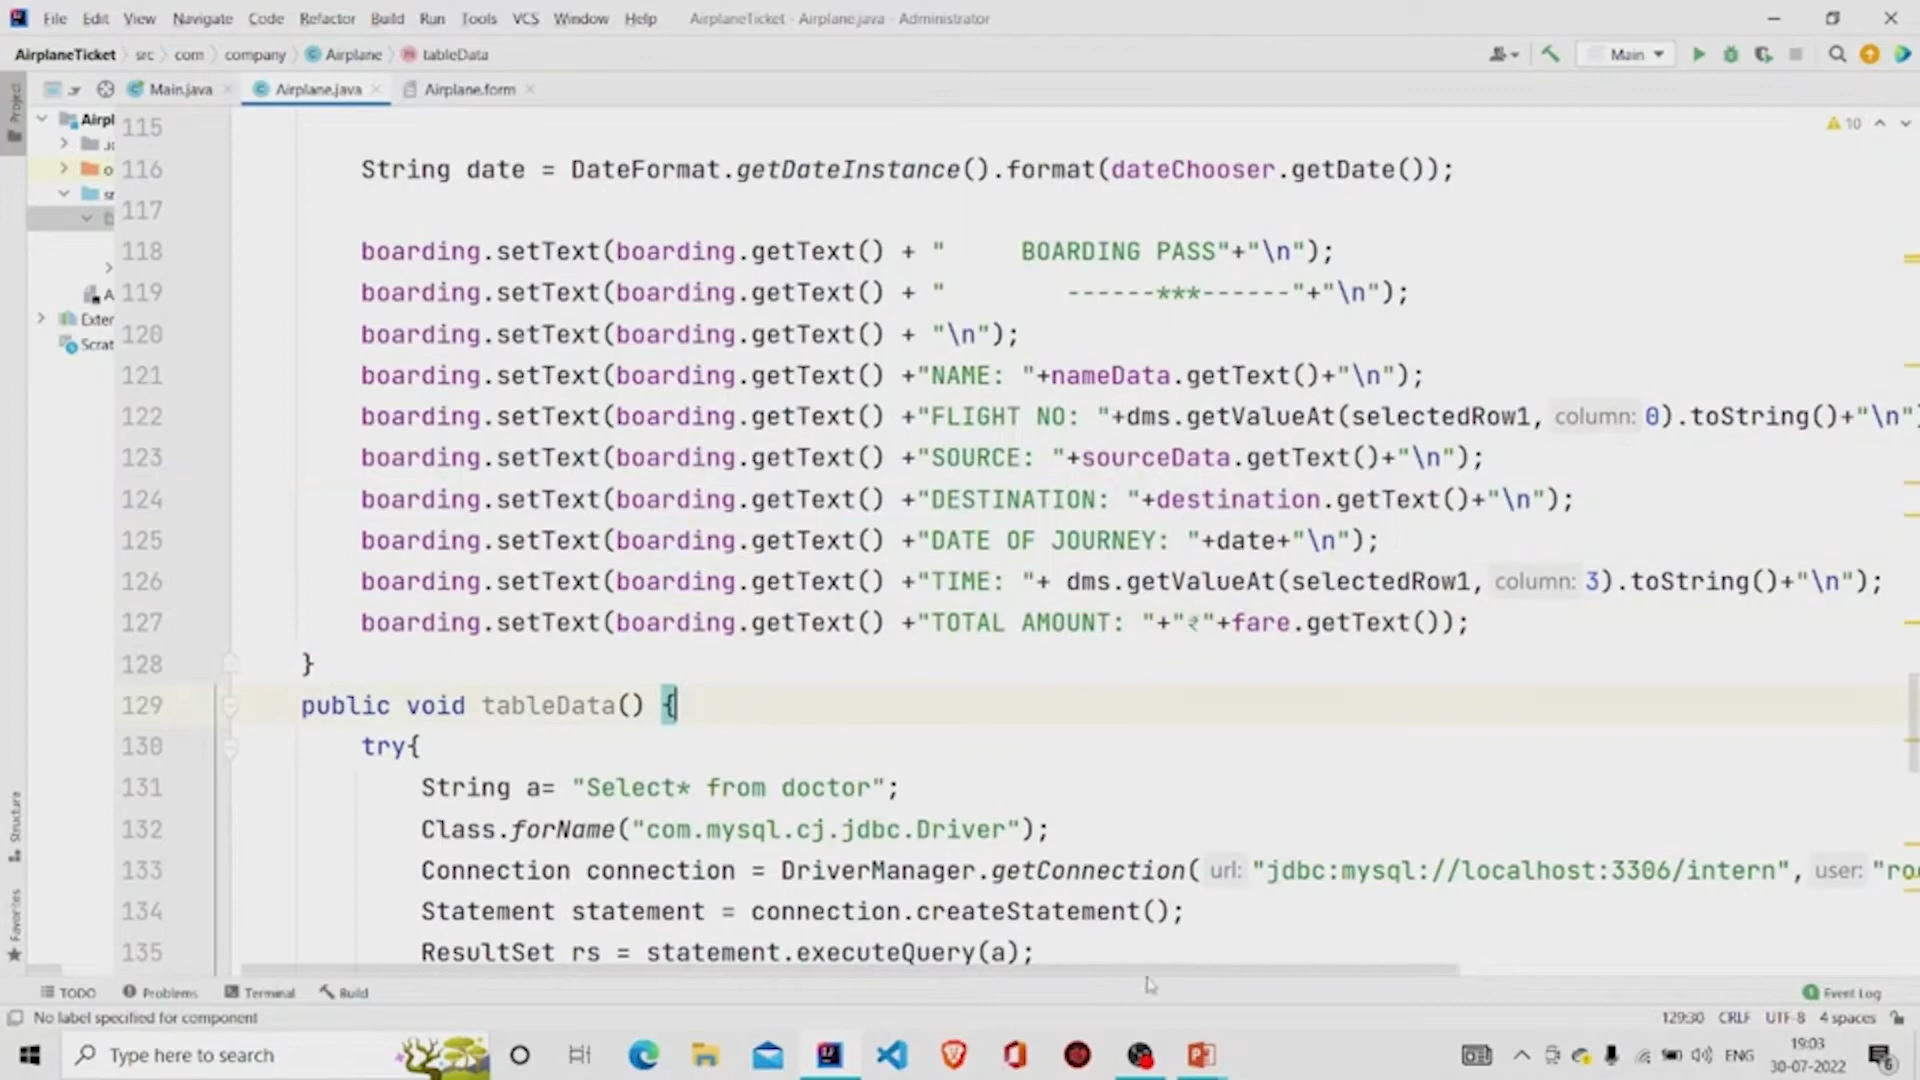 File Edit View Navigate Code Refactor Build Run Tools VCS Window Help AirplaneTicket - Airplane.java - Administrator
AirplaneTicket src com company Airplane tableData Main
Project Main.java Airplane.java Airplane.form
Airpl 115 10
116 String date = DateFormat.getDateInstance().format(dateChooser.getDate());
117
118 boarding.setText(boarding.getText() + "     BOARDING PASS"+"\n");
119 boarding.setText(boarding.getText() + "        ------***------"+"\n");
Exter
120 boarding.setText(boarding.getText() + "\n");
Scrat
121 boarding.setText(boarding.getText() +"NAME: "+nameData.getText()+"\n");
122 boarding.setText(boarding.getText() +"FLIGHT NO: "+dms.getValueAt(selectedRow1, column: 0).toString()+"\n"
123 boarding.setText(boarding.getText() +"SOURCE: "+sourceData.getText()+"\n");
124 boarding.setText(boarding.getText() +"DESTINATION: "+destination.getText()+"\n");
125 boarding.setText(boarding.getText() +"DATE OF JOURNEY: "+date+"\n");
126 boarding.setText(boarding.getText() +"TIME: "+ dms.getValueAt(selectedRow1, column: 3).toString()+"\n");
127 boarding.setText(boarding.getText() +"TOTAL AMOUNT: "+"₹"+fare.getText());
128 }
129 public void tableData() {
130 try{
131 String a= "Select* from doctor";
132 Class.forName("com.mysql.cj.jdbc.Driver");
133 Connection connection = DriverManager.getConnection( url: "jdbc:mysql://localhost:3306/intern", user: "ro
134 Statement statement = connection.createStatement();
135 ResultSet rs = statement.executeQuery(a);
Structure
Favorites
TODO Problems Terminal Build Event Log
No label specified for component 129:30 CRLF UTF-8 4 spaces
Type here to search ENG 19:03
30-07-2022 6